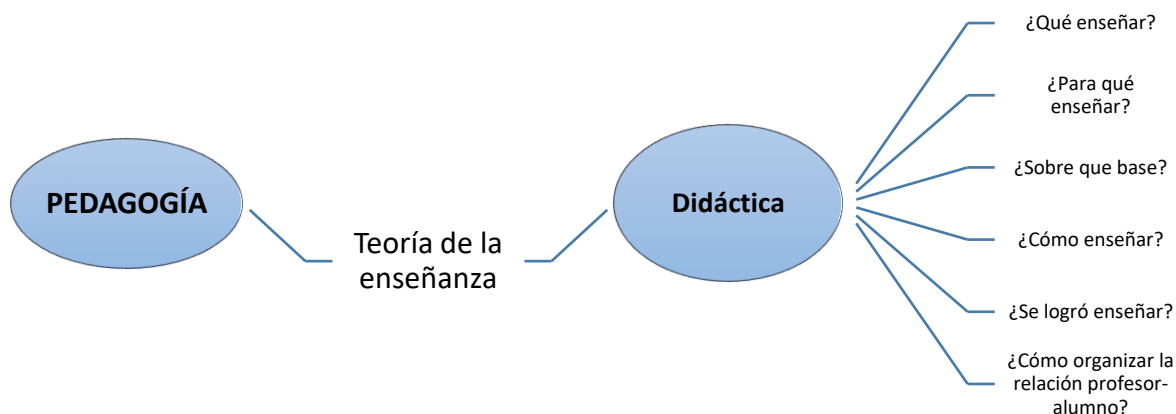 PEDAGOGÍA
Teoría de la
enseñanza
Didáctica
¿Qué enseñar?
¿Para qué
enseñar?
¿Sobre que base?
¿Cómo enseñar?
¿Se logró enseñar?
¿Cómo organizar la
relación profesor-
alumno?